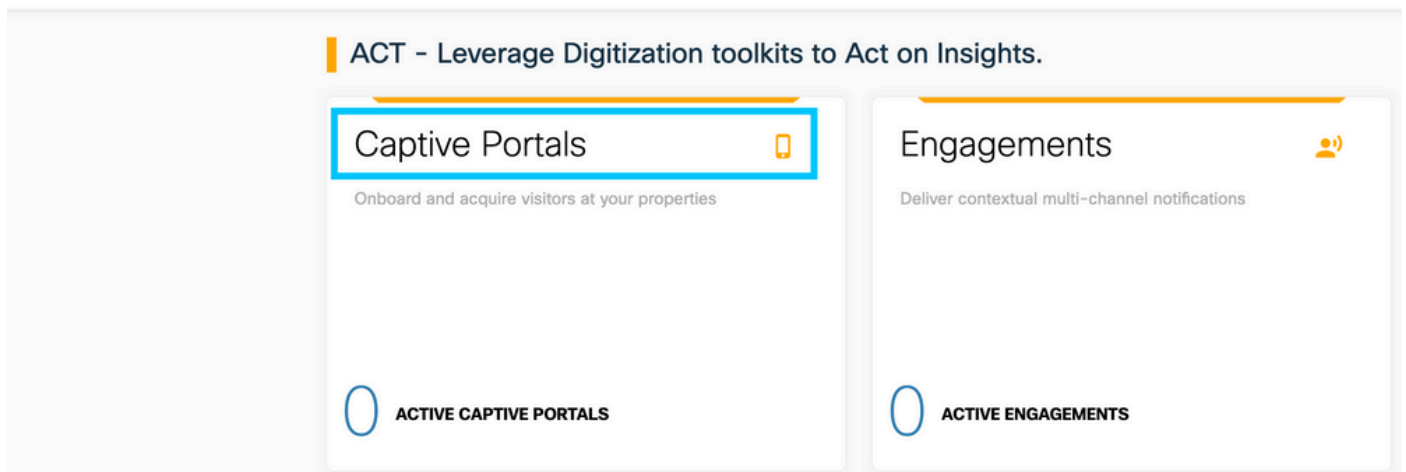 ACT - Leverage Digitization toolkits to Act on Insights.
Captive Portals
Onboard and acquire visitors at your properties
0 ACTIVE CAPTIVE PORTALS
Engagements
Deliver contextual multi-channel notifications
0 ACTIVE ENGAGEMENTS